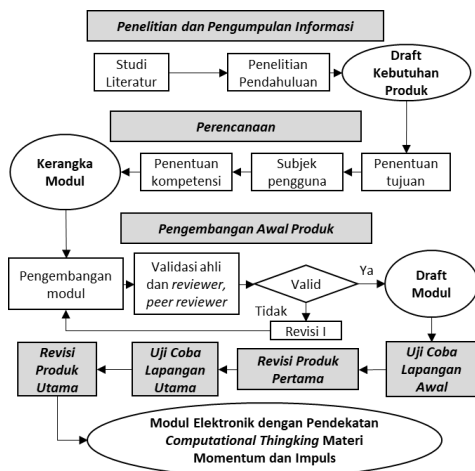 Penelitian dan Pengumpulan Informasi
Studi
Literatur
Penelitian
Pendahuluan
Draft
Kebutuhan
Produk
Perencanaan
Kerangka
Modul
Penentuan
kompetensi
Subjek
pengguna
Penentuan
tujuan
Pengembangan Awal Produk
Pengembangan
modul
Validasi ahli
dan reviewer,
peer reviewer
Valid
Ya
Tidak
Revisi I
Draft
Modul
Revisi
Produk
Utama
Uji Coba
Lapangan
Utama
Revisi Produk
Pertama
Uji Coba
Lapangan
Awal
Modul Elektronik dengan Pendekatan
Computational Thingking Materi
Momentum dan Impuls